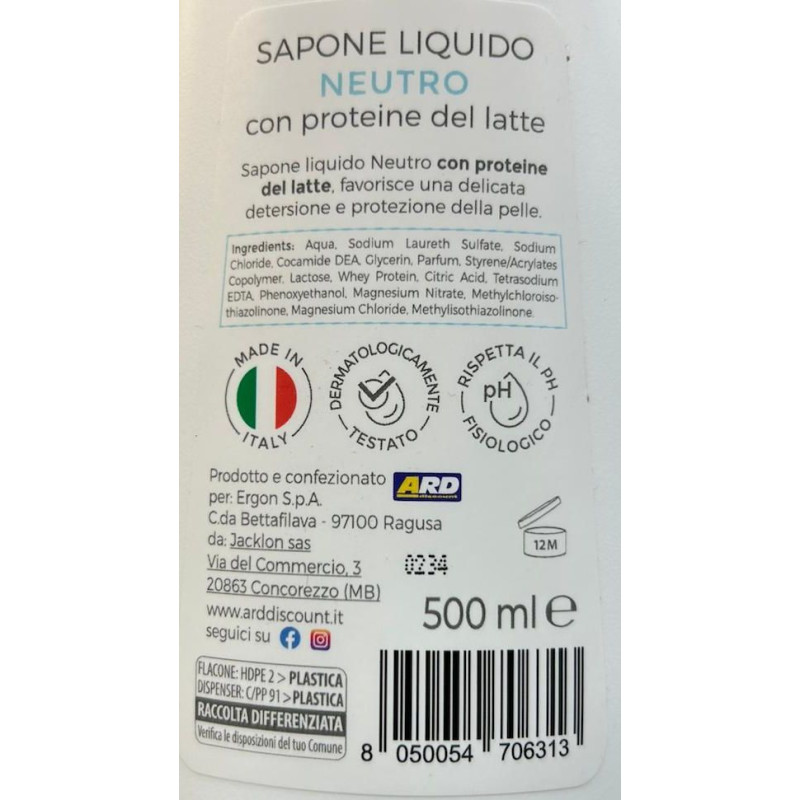 SAPONE LIQUIDO
NEUTRO
con proteine del latte
Sapone liquido Neutro con proteine
del latte, favorisce una delicata
detersione e protezione della pelle.
Ingredients: Aqua, Sodium Laureth Sulfate, Sodium
Chloride, Cocamide DEA, Glycerin, Parfum, Styrene/Acrylates
Copolymer, Lactose, Whey Protein, Citric Acid, Tetrasodium
EDTA, Phenoxyethanol, Magnesium Nitrate, Methylchloroiso-
thiazolinone, Magnesium Chloride, Methylisothiazolinone.
MADE IN
ITALY
DERMATOLOGICAMENTE
TESTATO
RISPETTA IL PH
pH
FISIOLOGICO
Prodotto e confezionato
per: Ergon S.p.A.
C.da Bettafilava - 97100 Ragusa
da: Jacklon sas
Via del Commercio, 3
20863 Concorezzo (MB)
www.arddiscount.it
seguici su
ARD
discount
12M
0234
500 ml e
FLACONE: HDPE 2 > PLASTICA
DISPENSER: C/PP 91 > PLASTICA
RACCOLTA DIFFERENZIATA
Verifica le disposizioni del tuo Comune
8 050054 706313